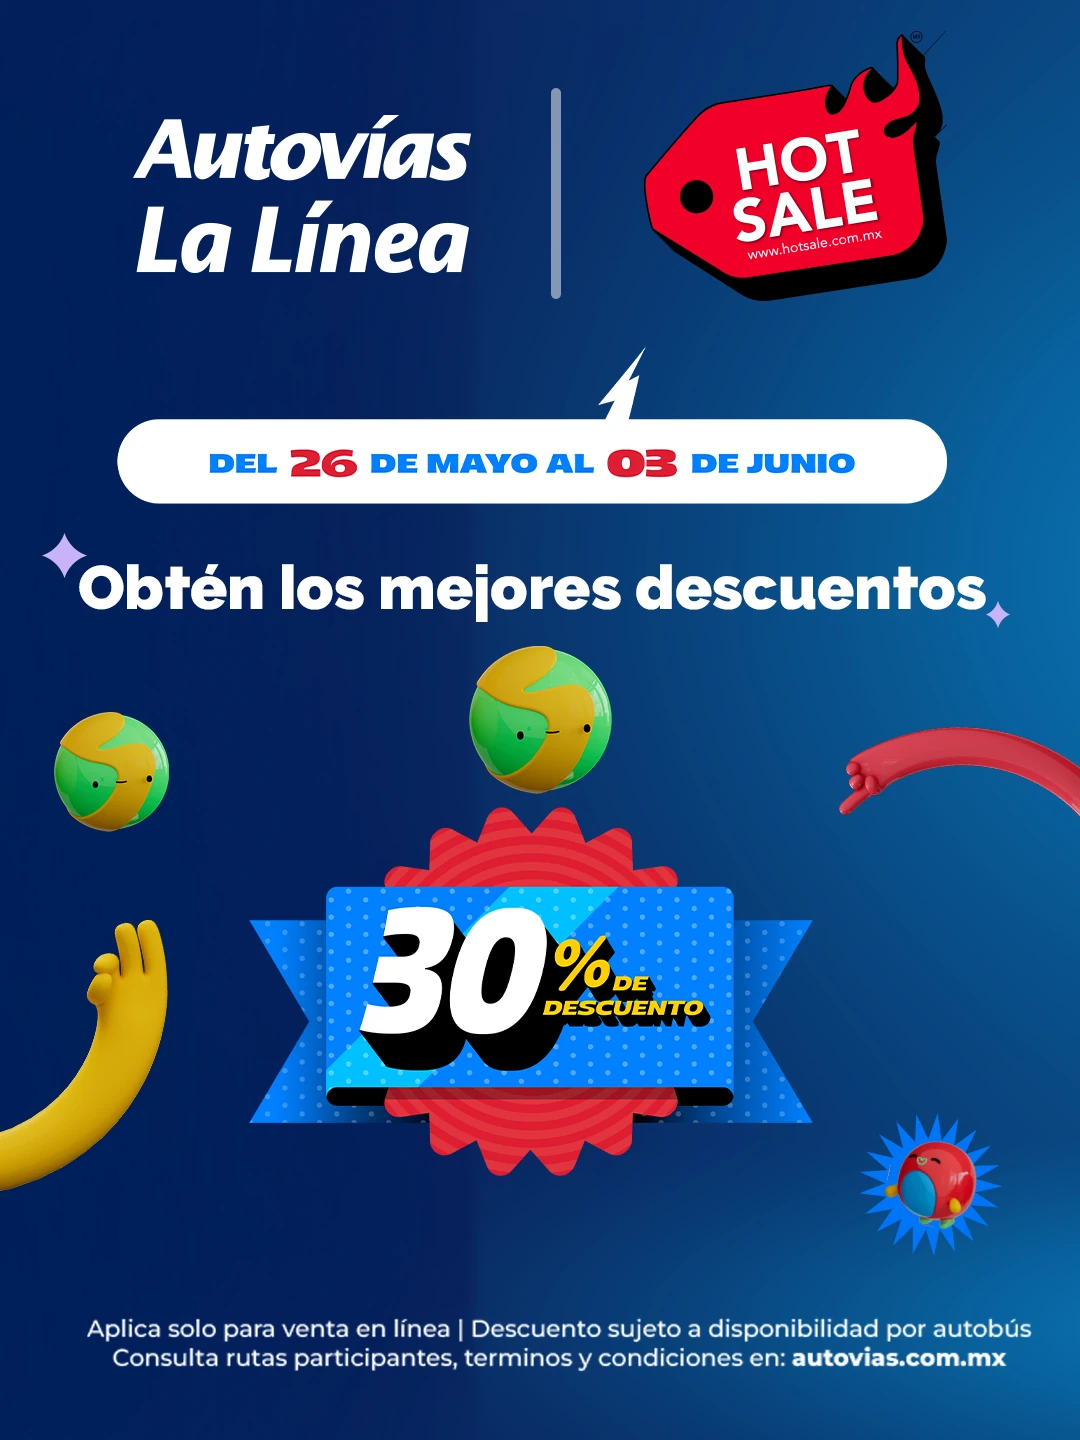 Autovías
La Línea
HOT
SALE
www.hotsale.com.mx
DEL 26 DE MAYO AL 03 DE JUNIO
Obtén los mejores descuentos
30% DE
DESCUENTO
Aplica solo para venta en línea | Descuento sujeto a disponibilidad por autobús
Consulta rutas participantes, terminos y condiciones en: autovias.com.mx